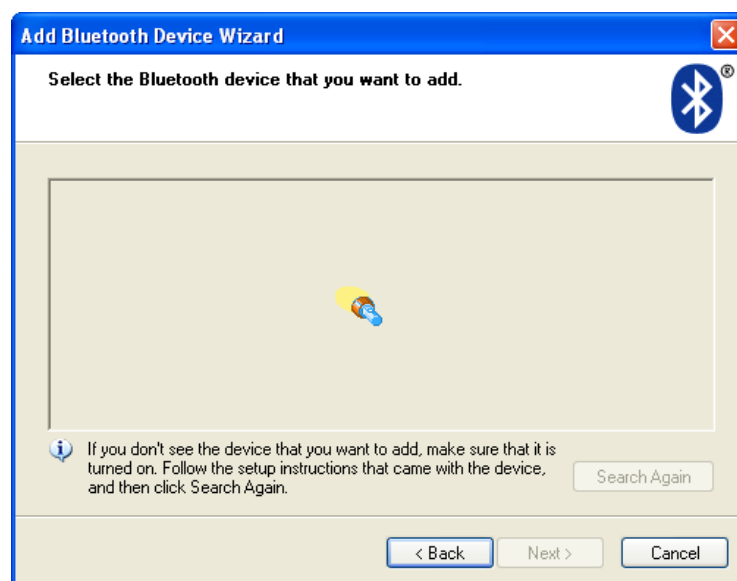 Add Bluetooth Device Wizard
Select the Bluetooth device that you want to add.
®
If you don't see the device that you want to add, make sure that it is
turned on. Follow the setup instructions that came with the device,
and then click Search Again.
Search Again
< Back
Next >
Cancel